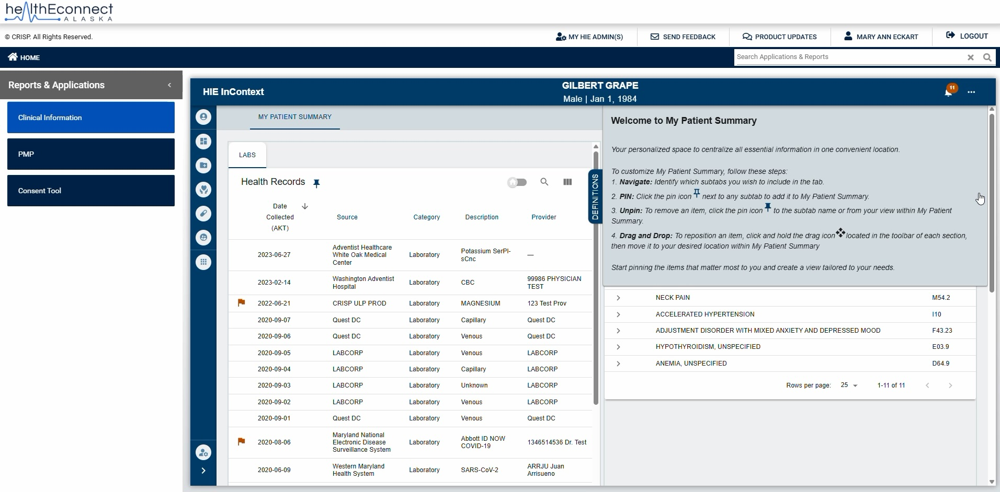 healthEconnect
ALASKA
© CRISP. All Rights Reserved.
MY HIE ADMIN(S)
SEND FEEDBACK
PRODUCT UPDATES
MARY ANN ECKART
LOGOUT
HOME
Search Applications & Reports
Reports & Applications
Clinical Information
PMP
Consent Tool
HIE InContext
GILBERT GRAPE
Male | Jan 1, 1984
11
MY PATIENT SUMMARY
LABS
Health Records
Date
Collected
(AKT)
Source
Category
Description
Provider
2023-06-27
Adventist Healthcare
White Oak Medical
Center
Laboratory
Potassium SerPl-
sCnc
—
2023-02-14
Washington Adventist
Hospital
Laboratory
CBC
99986 PHYSICIAN
TEST
2022-06-21
CRISP ULP PROD
Laboratory
MAGNESIUM
123 Test Prov
2020-09-07
Quest DC
Laboratory
Capillary
Quest DC
2020-09-06
Quest DC
Laboratory
Venous
Quest DC
2020-09-05
LABCORP
Laboratory
Venous
LABCORP
2020-09-04
LABCORP
Laboratory
Capillary
LABCORP
2020-09-03
LABCORP
Laboratory
Unknown
LABCORP
2020-09-02
LABCORP
Laboratory
Venous
LABCORP
2020-09-01
Quest DC
Laboratory
Venous
Quest DC
2020-08-06
Maryland National
Electronic Disease
Surveillance System
Laboratory
Abbott ID NOW
COVID-19
1346514536 Dr. Test
2020-06-09
Western Maryland
Health System
Laboratory
SARS-CoV-2
ARRJU Juan
Arrisueno
DEFINITIONS
Welcome to My Patient Summary
Your personalized space to centralize all essential information in one convenient location.
To customize My Patient Summary, follow these steps:
1. Navigate: Identify which subtabs you wish to include in the tab.
2. PIN: Click the pin icon next to any subtab to add it to My Patient Summary.
3. Unpin: To remove an item, click the pin icon to the subtab name or from your view within My Patient
Summary.
4. Drag and Drop: To reposition an item, click and hold the drag icon located in the toolbar of each section,
then move it to your desired location within My Patient Summary
Start pinning the items that matter most to you and create a view tailored to your needs.
NECK PAIN
M54.2
ACCELERATED HYPERTENSION
I10
ADJUSTMENT DISORDER WITH MIXED ANXIETY AND DEPRESSED MOOD
F43.23
HYPOTHYROIDISM, UNSPECIFIED
E03.9
ANEMIA, UNSPECIFIED
D64.9
Rows per page:
25
1-11 of 11